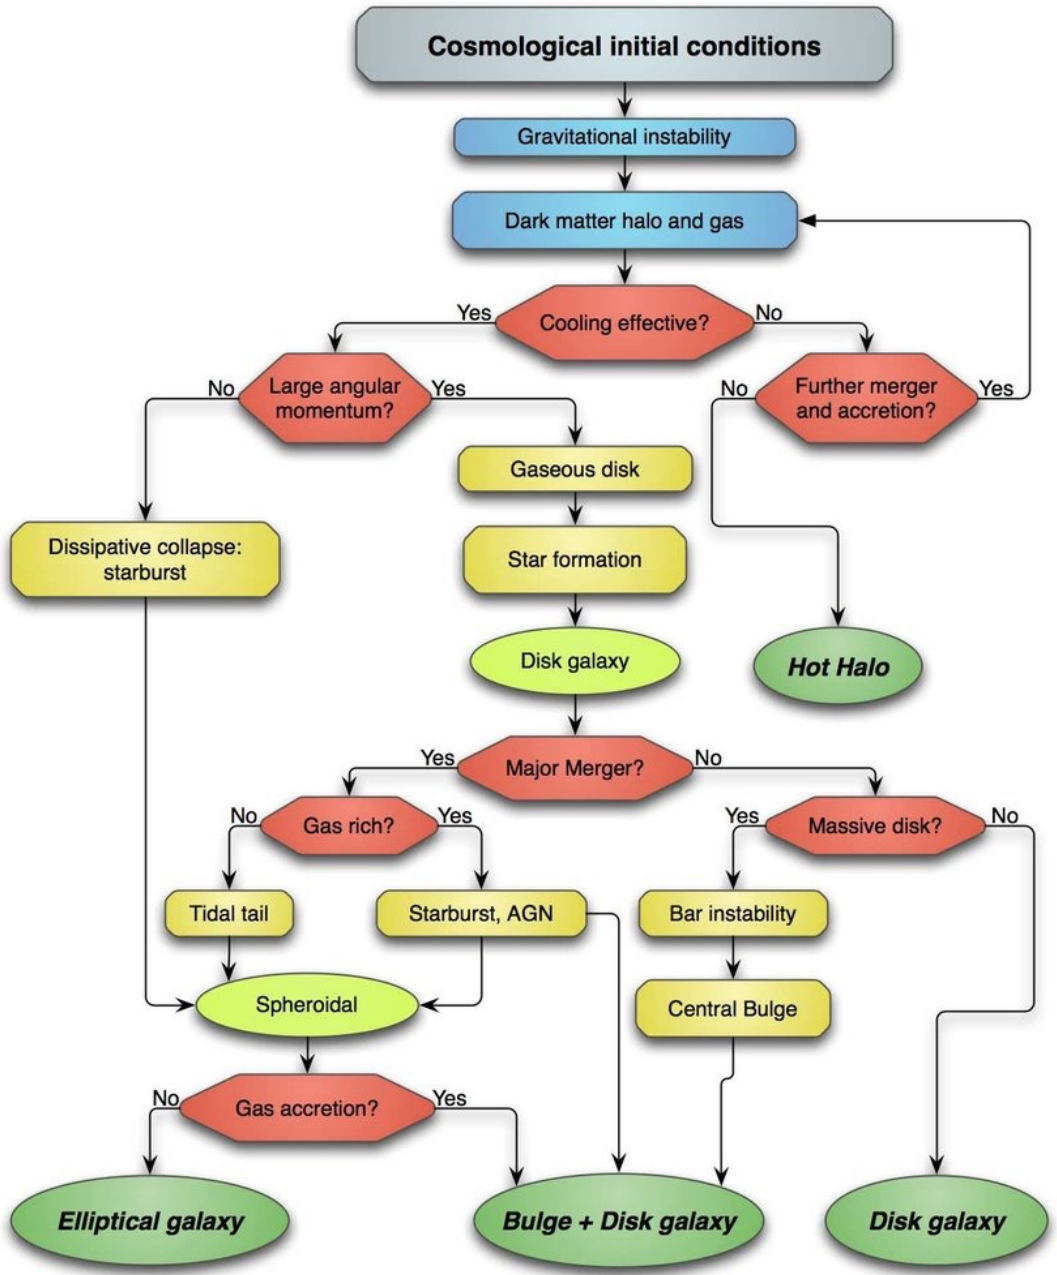 Cosmological initial conditions
Gravitational instability
Dark matter halo and gas
Yes
Cooling effective?
No
No
Large angular
momentum?
Yes
No
Further merger
and accretion?
Yes
Gaseous disk
Dissipative collapse:
starburst
Star formation
Disk galaxy
Hot Halo
Yes
Major Merger?
No
No
Gas rich?
Yes
Yes
Massive disk?
No
Tidal tail
Starburst, AGN
Bar instability
Spheroidal
Central Bulge
No
Gas accretion?
Yes
Elliptical galaxy
Bulge + Disk galaxy
Disk galaxy